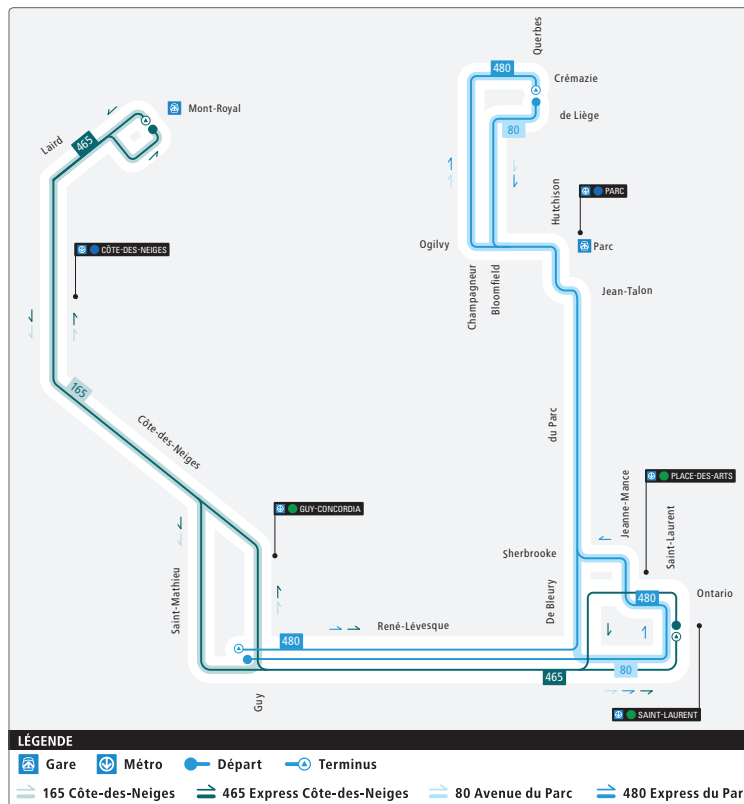 Querbes
480
Crémazie
de Liège
80
Mont-Royal
Laird
465
Hutchison
PARC
Parc
Ogilvy
CÔTE-DES-NEIGES
Champagneur
Bloomfield
Jean-Talon
165
Côte-des-Neiges
du Parc
PLACE-DES-ARTS
Jeanne-Mance
Saint-Laurent
GUY-CONCORDIA
Sherbrooke
Saint-Mathieu
De Bleury
Ontario
480
René-Lévesque
480
80
465
Guy
SAINT-LAURENT
LÉGENDE
Gare Métro Départ Terminus
165 Côte-des-Neiges 465 Express Côte-des-Neiges 80 Avenue du Parc 480 Express du Par